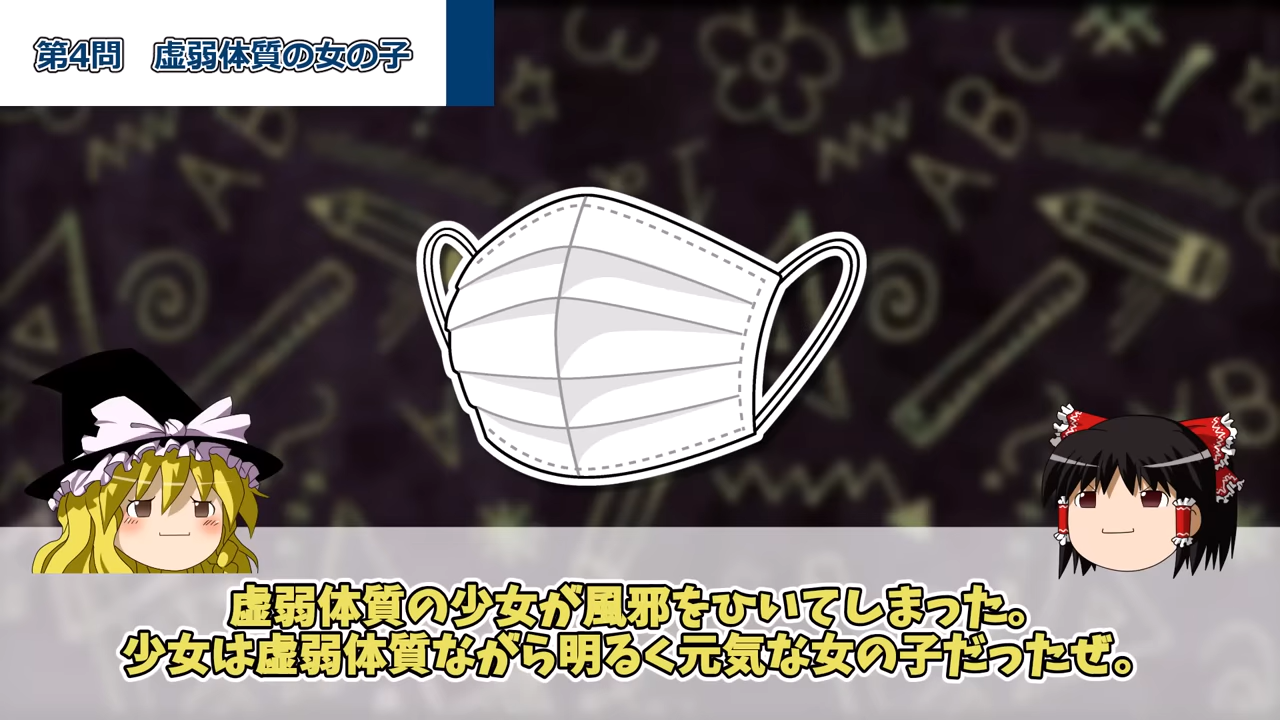 第4問　虚弱体質の女の子
虚弱体質の少女が風邪をひいてしまった。
少女は虚弱体質ながら明るく元気な女の子だったぜ。